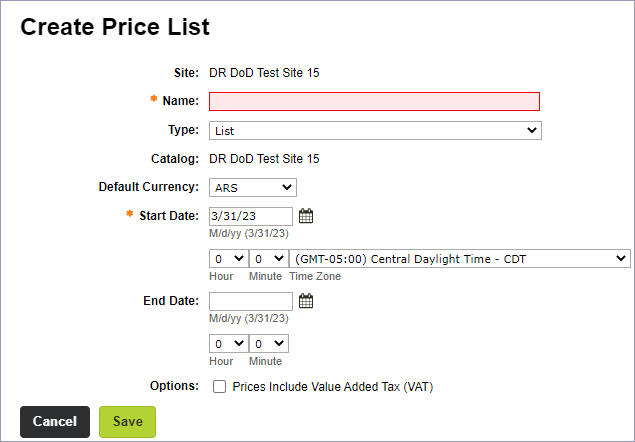 Create Price List
Site: DR DoD Test Site 15
* Name:
Type: List
Catalog: DR DoD Test Site 15
Default Currency: ARS
* Start Date: 3/31/23
M/d/yy (3/31/23)
0 0 (GMT-05:00) Central Daylight Time - CDT
Hour Minute Time Zone
End Date:
M/d/yy (3/31/23)
0 0
Hour Minute
Options: Prices Include Value Added Tax (VAT)
Cancel Save